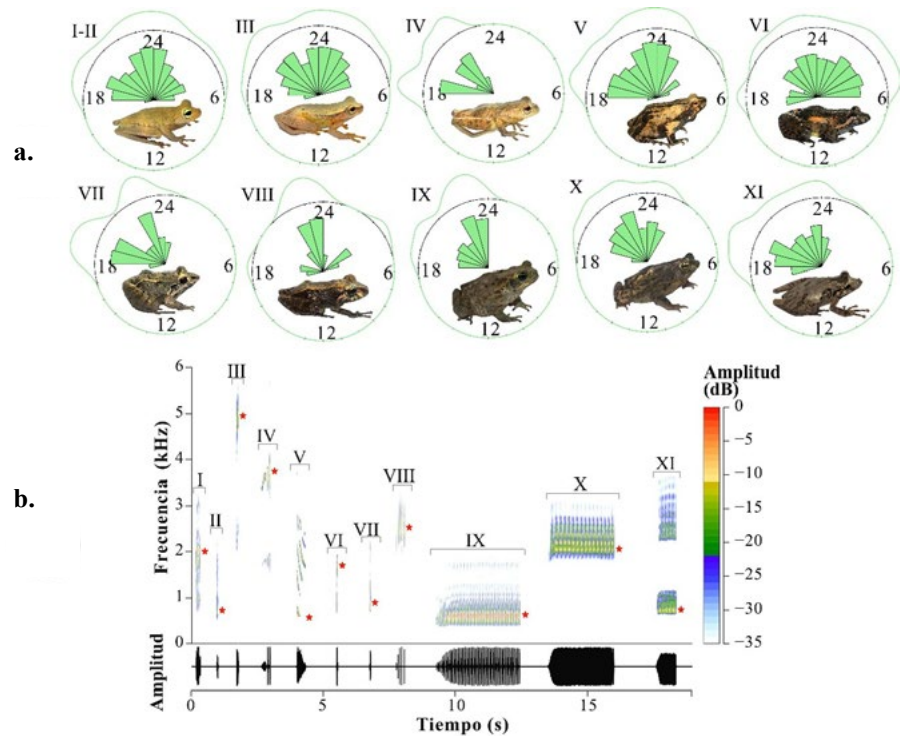 a.
I-II
24
18
6
12
III
24
18
6
12
IV
24
18
6
12
V
24
18
6
12
VI
24
18
6
12
VII
24
18
6
12
VIII
24
18
6
12
IX
24
18
6
12
X
24
18
6
12
XI
24
18
6
12
b.
Frecuencia (kHz)
6
5
4
3
2
1
0
I
II
III
IV
V
VI
VII
VIII
IX
X
XI
Amplitud
(dB)
0
−5
−10
−15
−20
−25
−30
−35
Amplitud
0
5
10
15
Tiempo (s)